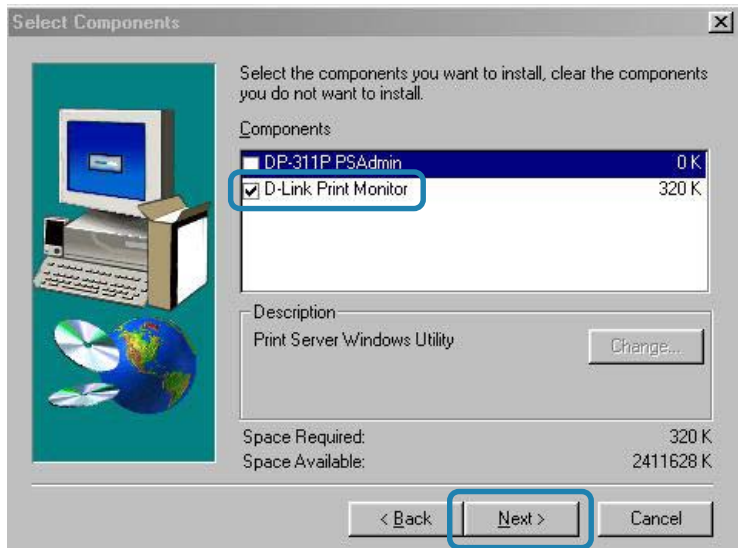 Select Components
Select the components you want to install, clear the components
you do not want to install.
Components
DP-311P PSAdmin 0 K
D-Link Print Monitor 320 K
Description
Print Server Windows Utility
Change...
Space Required: 320 K
Space Available: 2411628 K
< Back Next > Cancel